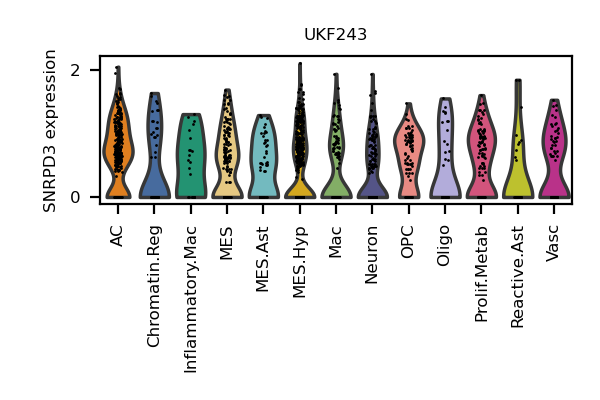 UKF243
SNRPD3 expression
2
0
AC
Chromatin.Reg
Inflammatory.Mac
MES
MES.Ast
MES.Hyp
Mac
Neuron
OPC
Oligo
Prolif.Metab
Reactive.Ast
Vasc